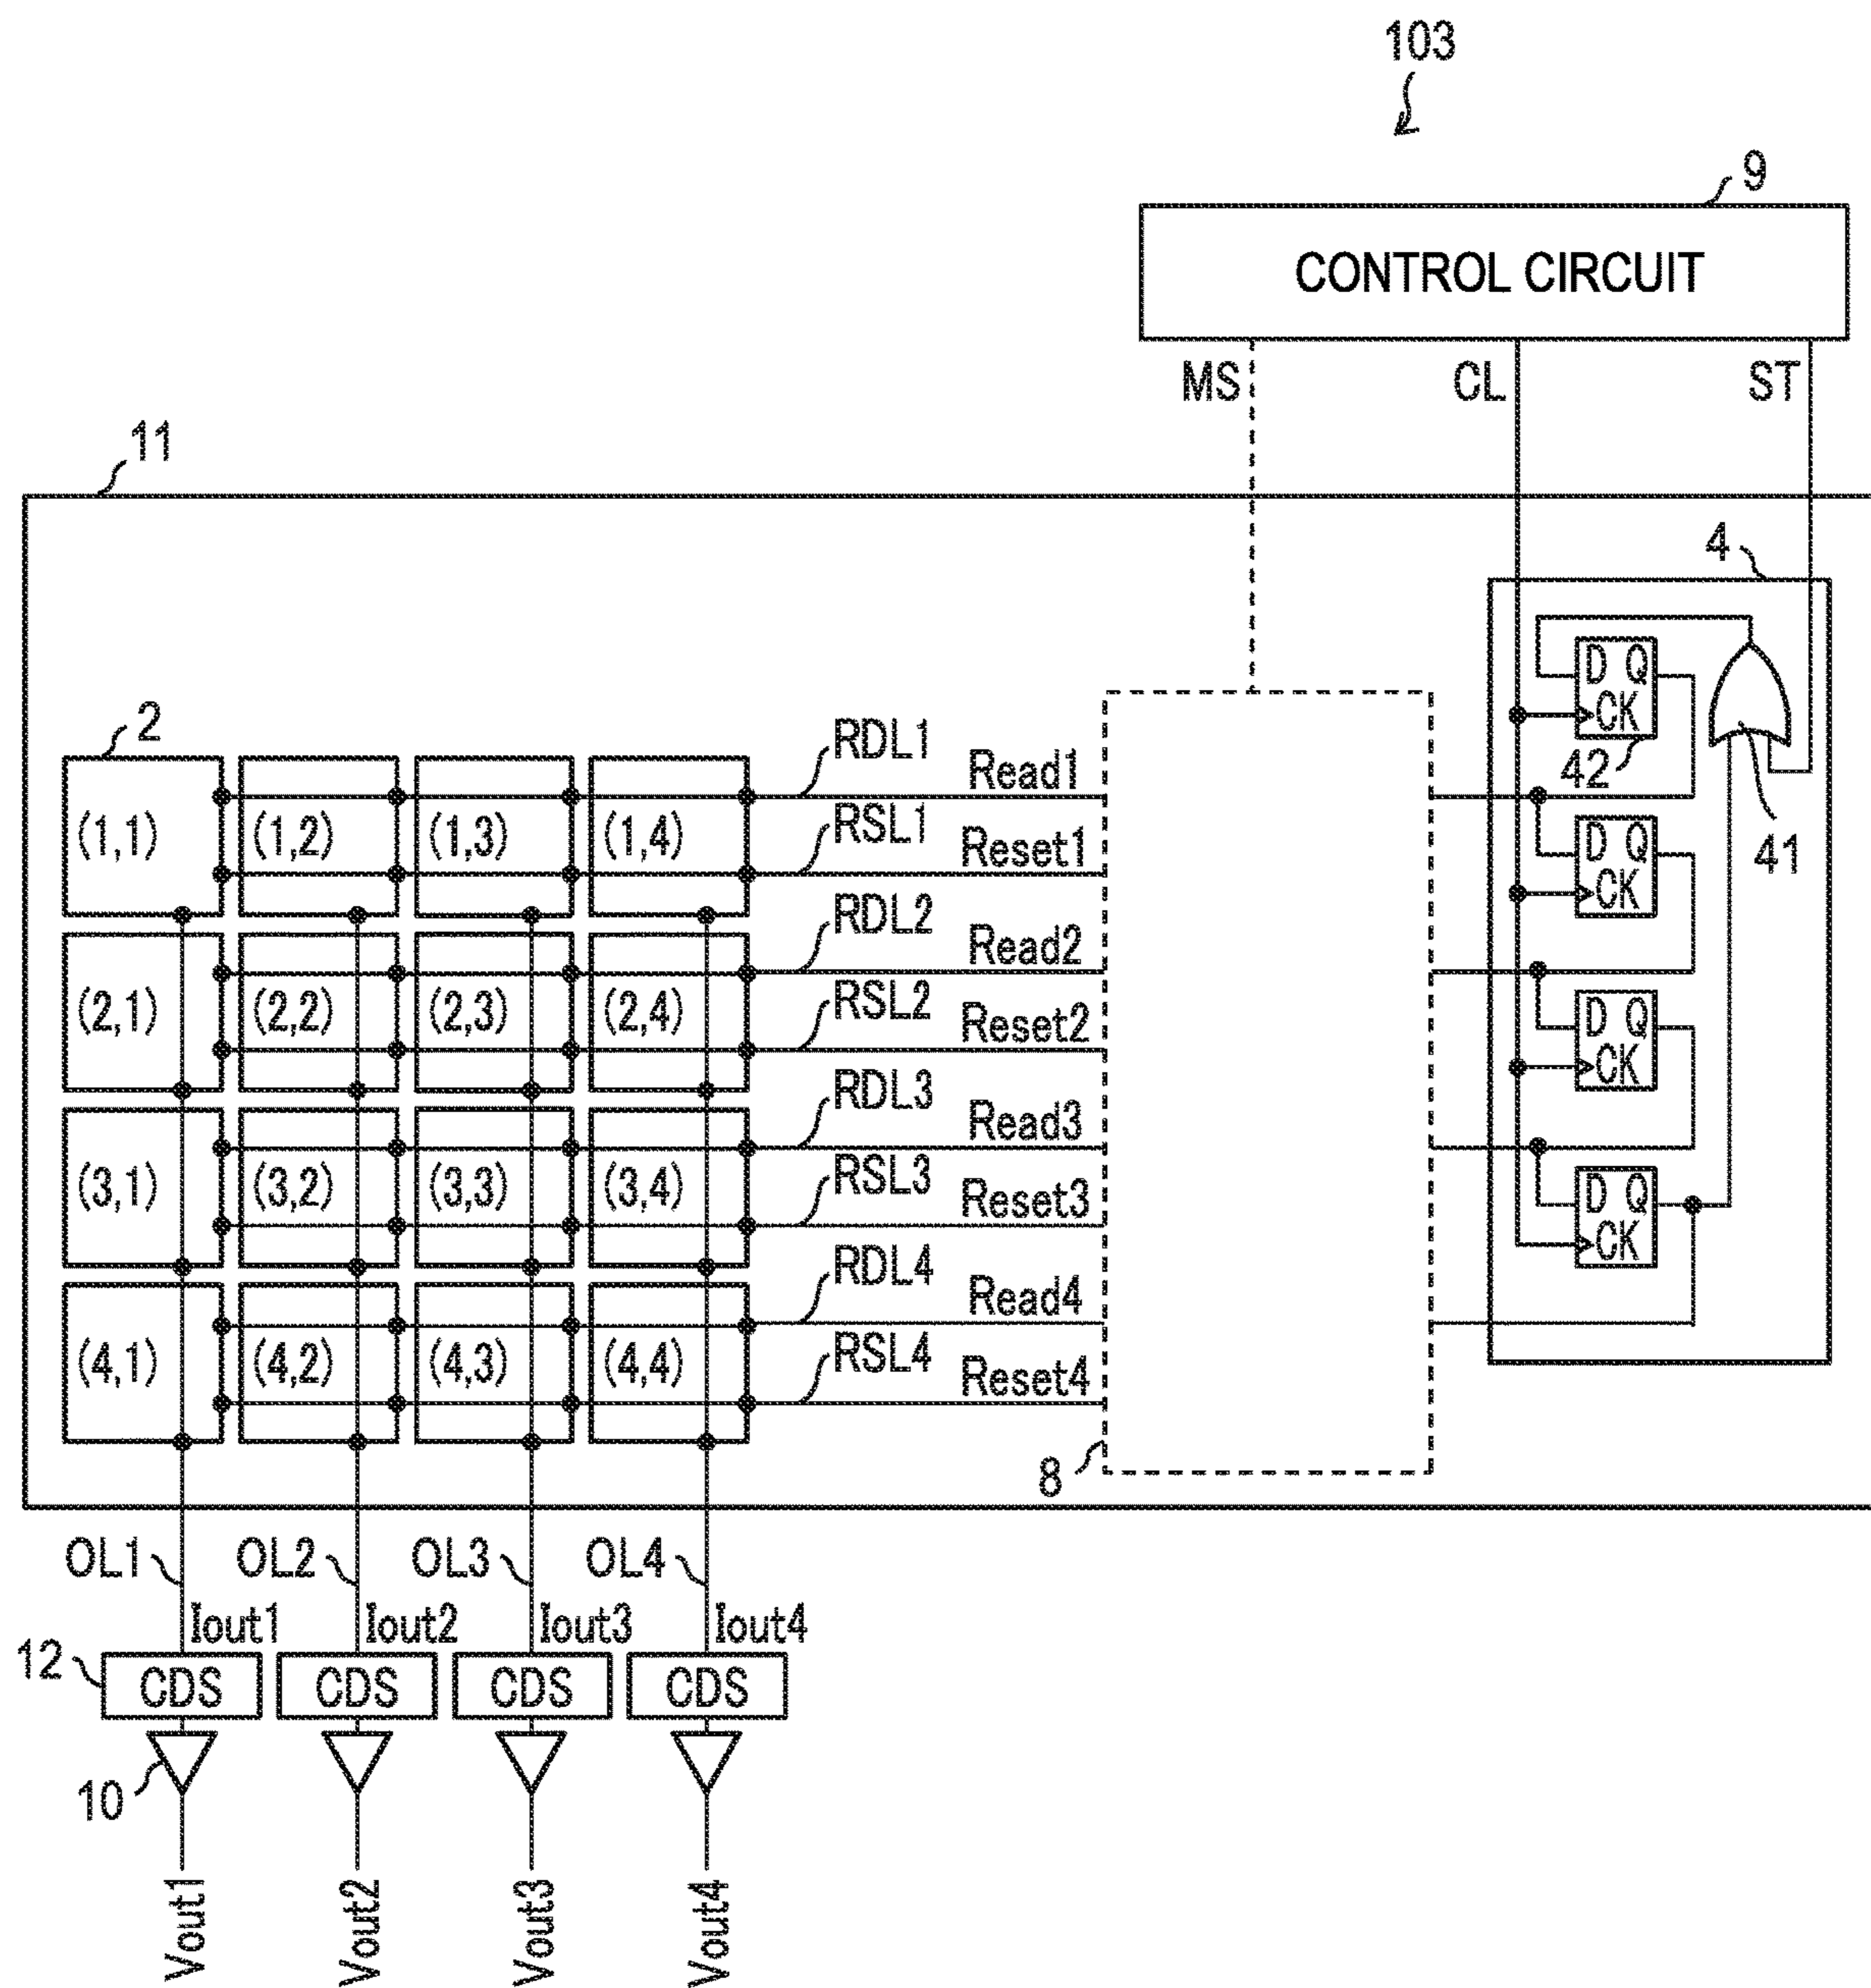 103
9
CONTROL CIRCUIT
MS CL ST
11
4
D Q
CK
42
41
D Q
CK
D Q
CK
D Q
CK
2
(1,1) (1,2) (1,3) (1,4)
RDL1 Read1
RSL1 Reset1
(2,1) (2,2) (2,3) (2,4)
RDL2 Read2
RSL2 Reset2
(3,1) (3,2) (3,3) (3,4)
RDL3 Read3
RSL3 Reset3
(4,1) (4,2) (4,3) (4,4)
RDL4 Read4
RSL4 Reset4
8
OL1 OL2 OL3 OL4
Iout1 Iout2 Iout3 Iout4
12 CDS CDS CDS CDS
10
Vout1 Vout2 Vout3 Vout4